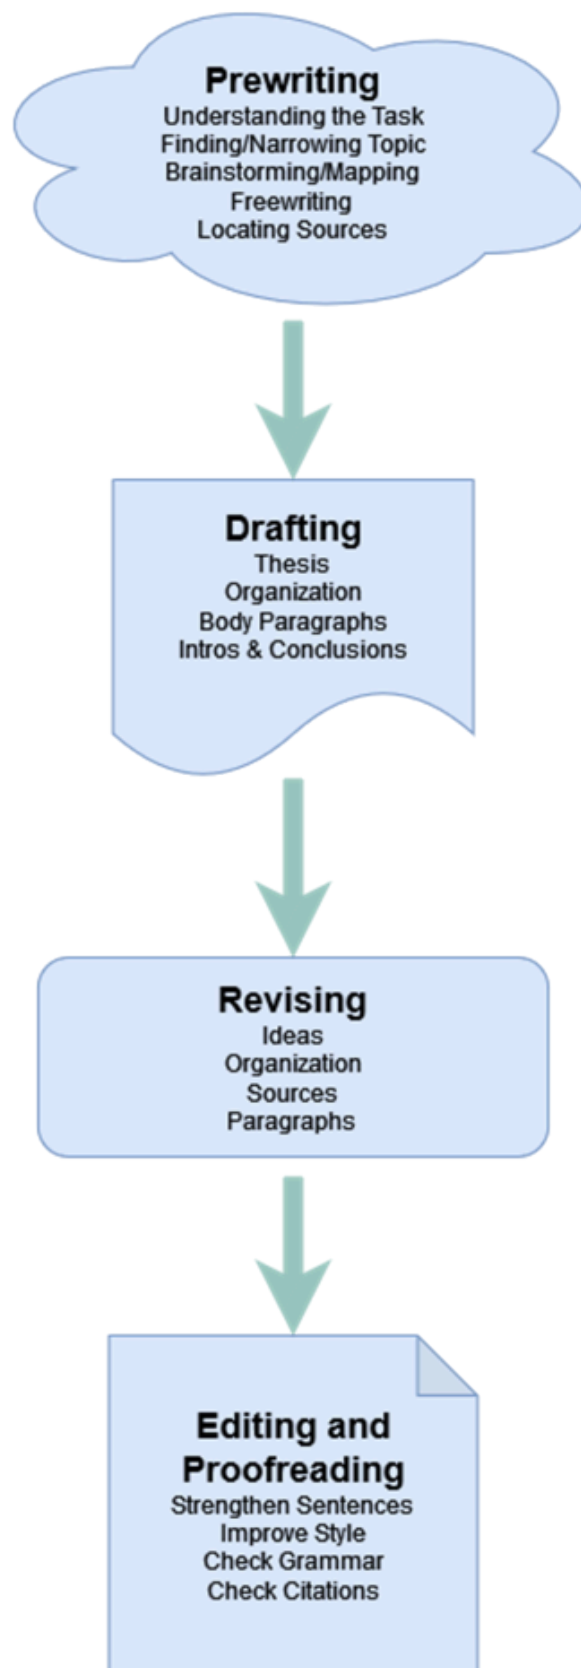 Prewriting
Understanding the Task
Finding/Narrowing Topic
Brainstorming/Mapping
Freewriting
Locating Sources
Drafting
Thesis
Organization
Body Paragraphs
Intros & Conclusions
Revising
Ideas
Organization
Sources
Paragraphs
Editing and
Proofreading
Strengthen Sentences
Improve Style
Check Grammar
Check Citations